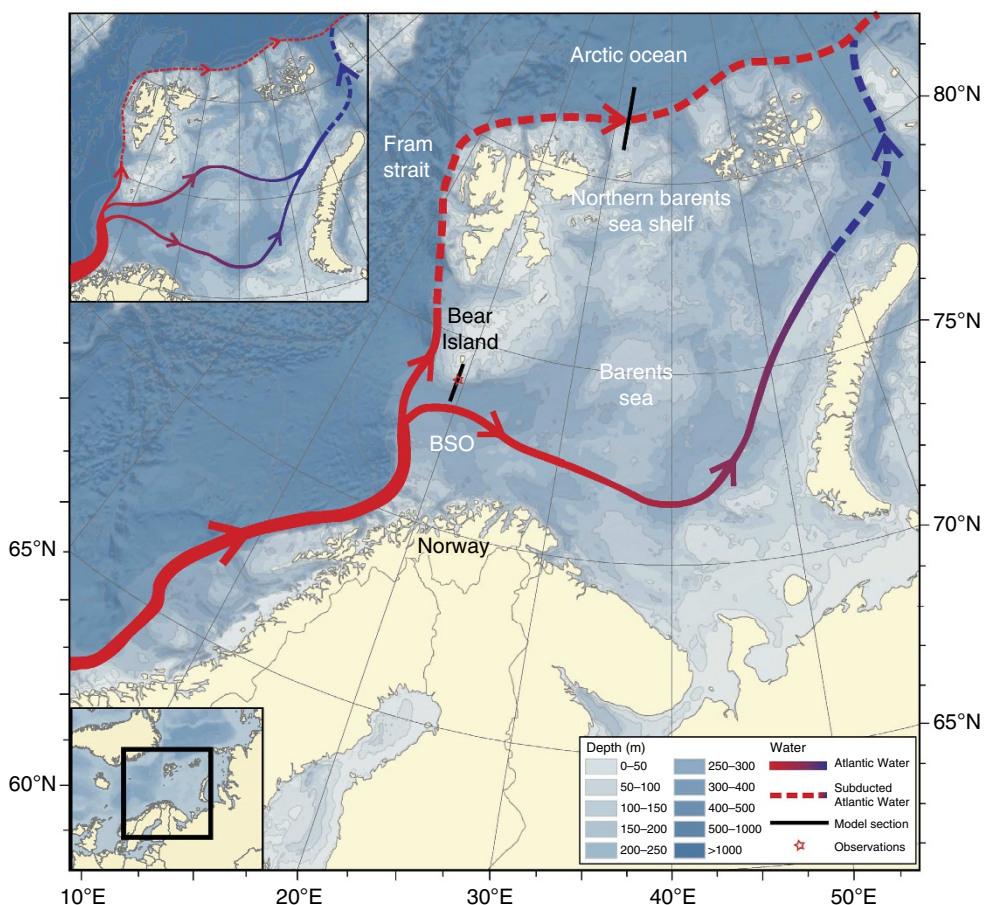 Arctic ocean
80°N
Fram
strait
Northern barents
sea shelf
Bear
Island
75°N
Barents
sea
BSO
70°N
65°N
Norway
65°N
60°N
Depth (m)
0–50
50–100
100–150
150–200
200–250
250–300
300–400
400–500
500–1000
>1000
Water
Atlantic Water
Subducted
Atlantic Water
Model section
Observations
10°E
20°E
30°E
40°E
50°E